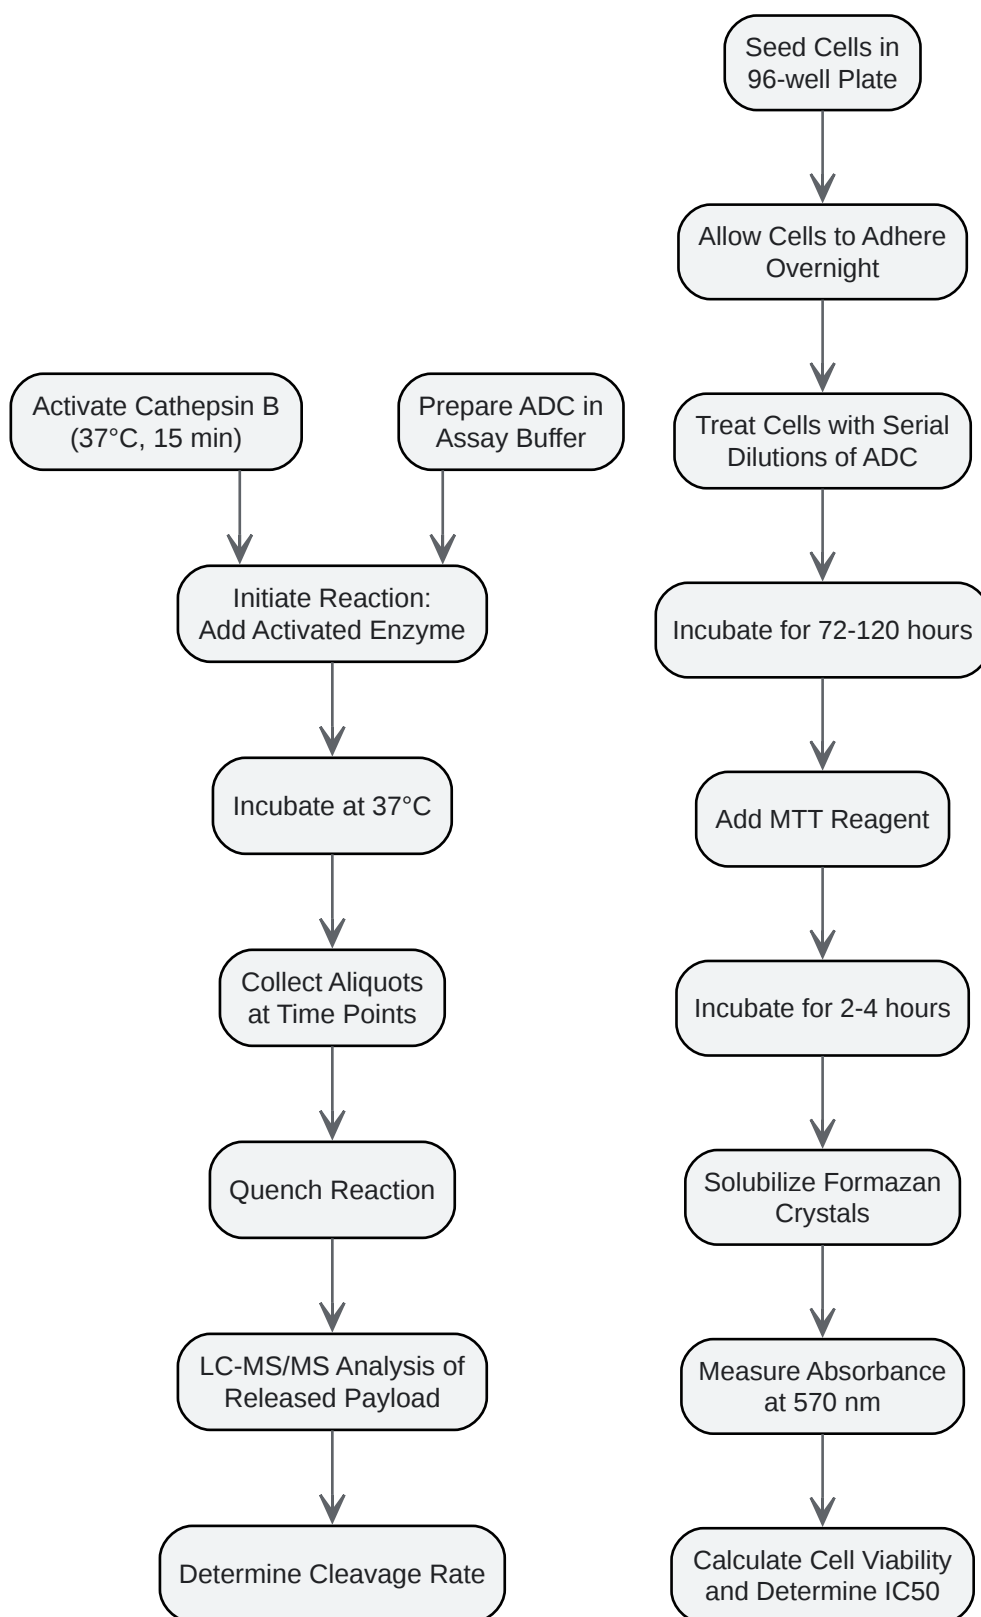 Seed Cells in
96-well Plate
Allow Cells to Adhere
Overnight
Activate Cathepsin B
(37°C, 15 min)
Prepare ADC in
Assay Buffer
Treat Cells with Serial
Dilutions of ADC
Initiate Reaction:
Add Activated Enzyme
Incubate for 72-120 hours
Incubate at 37°C
Add MTT Reagent
Collect Aliquots
at Time Points
Incubate for 2-4 hours
Quench Reaction
Solubilize Formazan
Crystals
LC-MS/MS Analysis of
Released Payload
Measure Absorbance
at 570 nm
Determine Cleavage Rate
Calculate Cell Viability
and Determine IC50